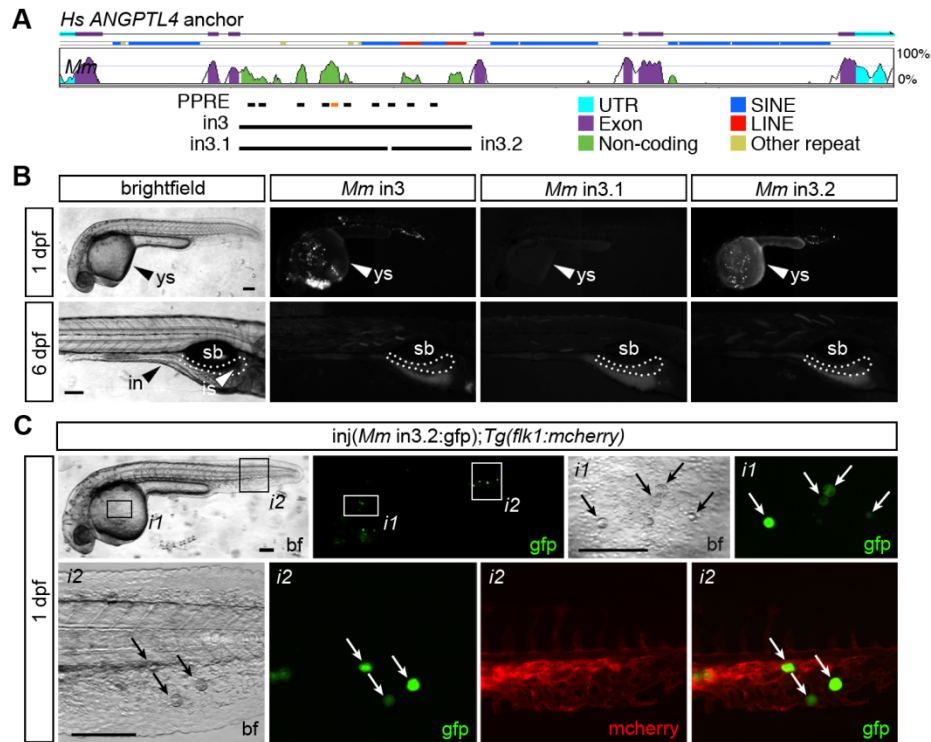 A
Hs ANGPTL4 anchor
Mm
100%
0%
PPRE
in3
in3.1
in3.2
UTR
SINE
Exon
LINE
Non-coding
Other repeat
B
brightfield
Mm in3
Mm in3.1
Mm in3.2
1 dpf
ys
ys
ys
ys
6 dpf
sb
in
is
sb
sb
sb
C
inj(Mm in3.2:gfp);Tg(flk1:mcherry)
1 dpf
i1
i2
bf
i1
i2
gfp
i1
bf
i1
gfp
i2
bf
i2
gfp
i2
mcherry
i2
gfp